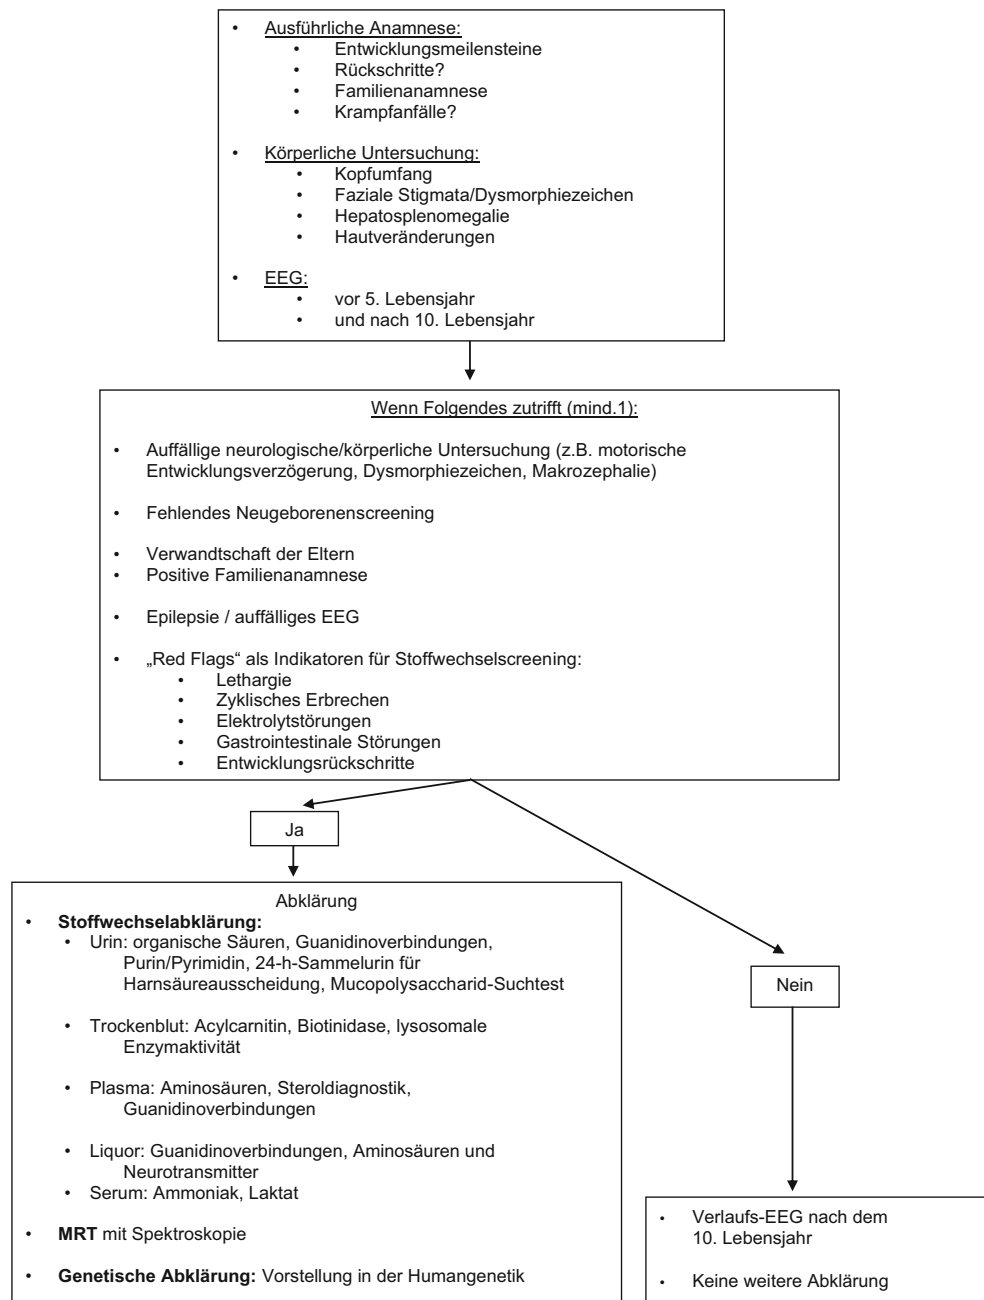 • Ausführliche Anamnese:
• Entwicklungsmeilensteine
• Rückschritte?
• Familienanamnese
• Krampfanfälle?
• Körperliche Untersuchung:
• Kopfumfang
• Faziale Stigmata/Dysmorphiezeichen
• Hepatosplenomegalie
• Hautveränderungen
• EEG:
• vor 5. Lebensjahr
• und nach 10. Lebensjahr
Wenn Folgendes zutrifft (mind.1):
• Auffällige neurologische/körperliche Untersuchung (z.B. motorische
Entwicklungsverzögerung, Dysmorphiezeichen, Makrozephalie)
• Fehlendes Neugeborenenscreening
• Verwandtschaft der Eltern
• Positive Familienanamnese
• Epilepsie / auffälliges EEG
• „Red Flags“ als Indikatoren für Stoffwechselscreening:
• Lethargie
• Zyklisches Erbrechen
• Elektrolytstörungen
• Gastrointestinale Störungen
• Entwicklungsrückschritte
Ja
Abklärung
• Stoffwechselabklärung:
• Urin: organische Säuren, Guanidinoverbindungen,
Purin/Pyrimidin, 24-h-Sammelurin für
Harnsäureausscheidung, Mucopolysaccharid-Suchtest
• Trockenblut: Acylcarnitin, Biotinidase, lysosomale
Enzymaktivität
• Plasma: Aminosäuren, Steroldiagnostik,
Guanidinoverbindungen
• Liquor: Guanidinoverbindungen, Aminosäuren und
Neurotransmitter
• Serum: Ammoniak, Laktat
• MRT mit Spektroskopie
• Genetische Abklärung: Vorstellung in der Humangenetik
Nein
• Verlaufs-EEG nach dem
10. Lebensjahr
• Keine weitere Abklärung